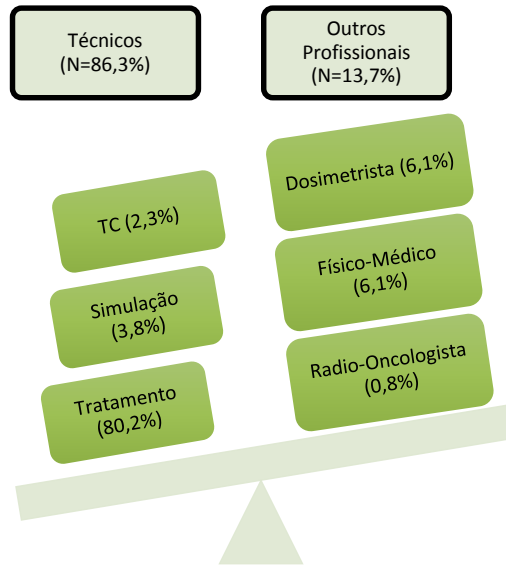 Técnicos
(N=86,3%)
Outros
Profissionais
(N=13,7%)
TC (2,3%)
Simulação
(3,8%)
Tratamento
(80,2%)
Dosimetrista (6,1%)
Físico-Médico
(6,1%)
Radio-Oncologista
(0,8%)